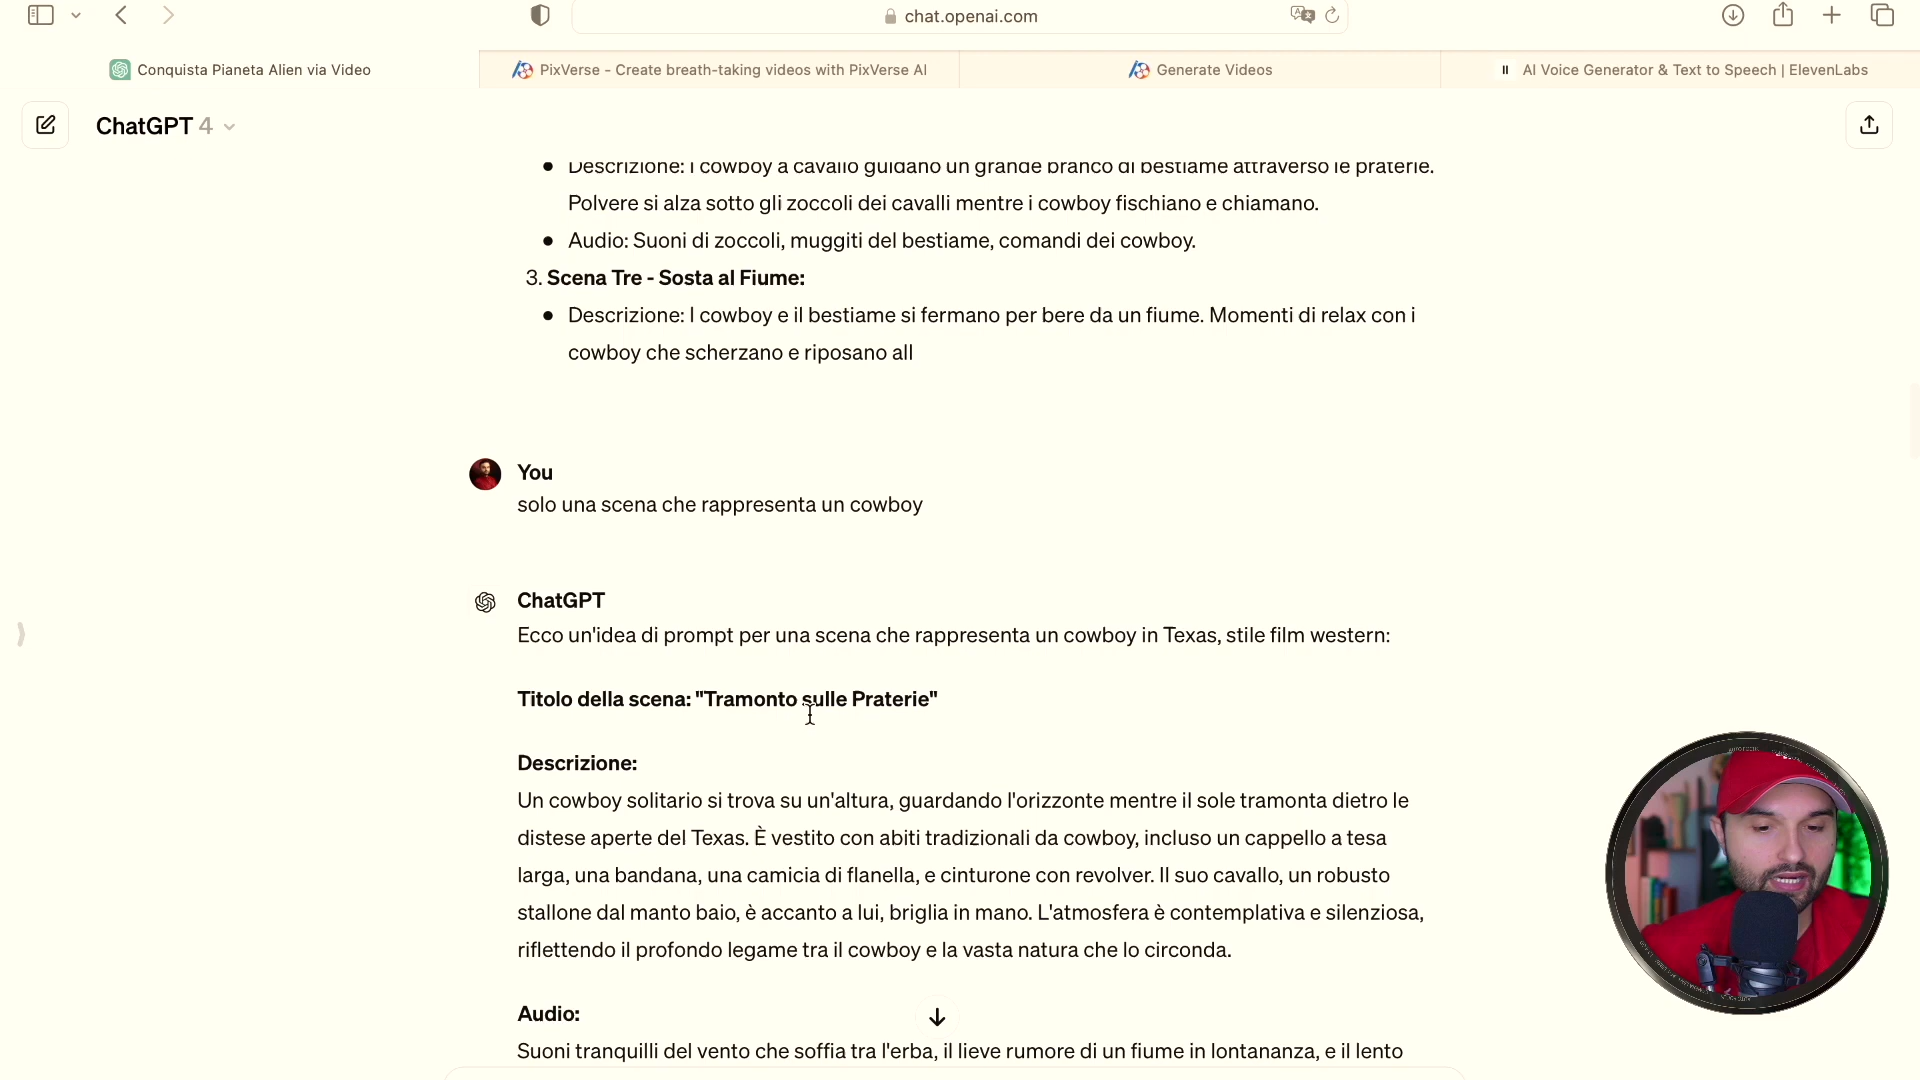 chat.openai.com
Conquista Pianeta Alien via Video
PixVerse - Create breath-taking videos with PixVerse AI
Generate Videos
AI Voice Generator & Text to Speech | ElevenLabs
ChatGPT 4
Descrizione: I cowboy a cavallo guidano un grande branco di bestiame attraverso le praterie.
Polvere si alza sotto gli zoccoli dei cavalli mentre i cowboy fischiano e chiamano.
Audio: Suoni di zoccoli, muggiti del bestiame, comandi dei cowboy.
3. Scena Tre - Sosta al Fiume:
Descrizione: I cowboy e il bestiame si fermano per bere da un fiume. Momenti di relax con i
cowboy che scherzano e riposano all
You
solo una scena che rappresenta un cowboy
ChatGPT
Ecco un'idea di prompt per una scena che rappresenta un cowboy in Texas, stile film western:
Titolo della scena: "Tramonto sulle Praterie"
Descrizione:
Un cowboy solitario si trova su un'altura, guardando l'orizzonte mentre il sole tramonta dietro le
distese aperte del Texas. È vestito con abiti tradizionali da cowboy, incluso un cappello a tesa
larga, una bandana, una camicia di flanella, e cinturone con revolver. Il suo cavallo, un robusto
stallone dal manto baio, è accanto a lui, briglia in mano. L'atmosfera è contemplativa e silenziosa,
riflettendo il profondo legame tra il cowboy e la vasta natura che lo circonda.
Audio:
Suoni tranquilli del vento che soffia tra l'erba, il lieve rumore di un fiume in lontananza, e il lento